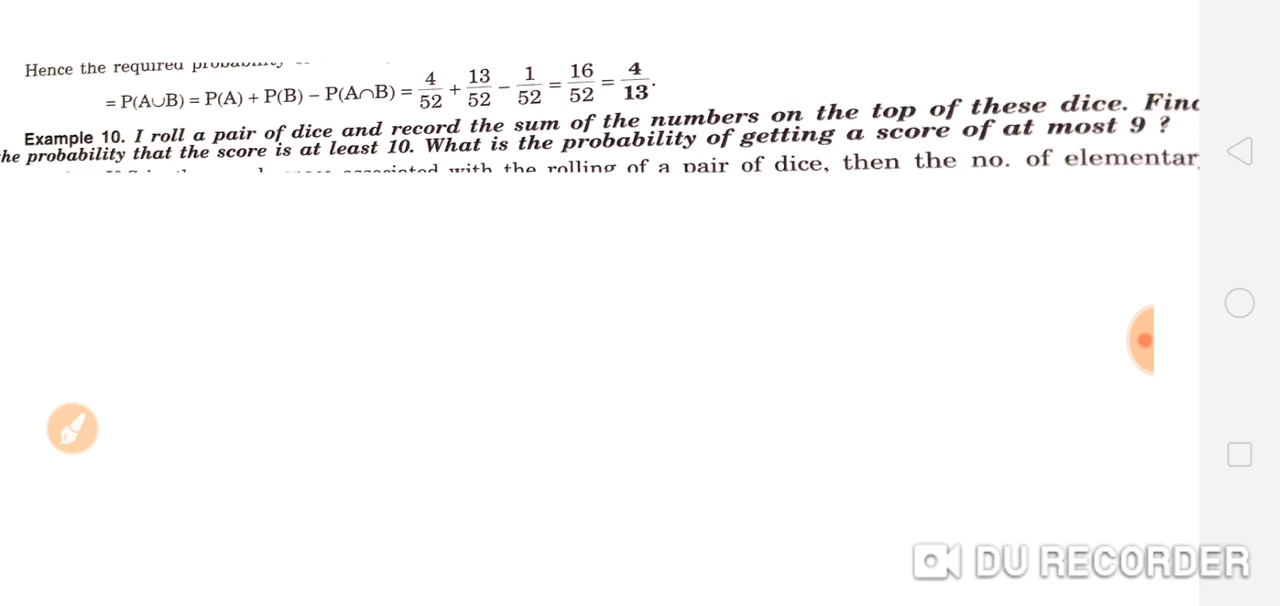 Hence the required
= P(A∪B) = P(A) + P(B) − P(A∩B) = 4/52 + 13/52 − 1/52 = 16/52 = 4/13.
Example 10. I roll a pair of dice and record the sum of the numbers on the top of these dice. Find
the probability that the score is at least 10. What is the probability of getting a score of at most 9 ?
with the rolling of a pair of dice, then the no. of elementar
DU RECORDER